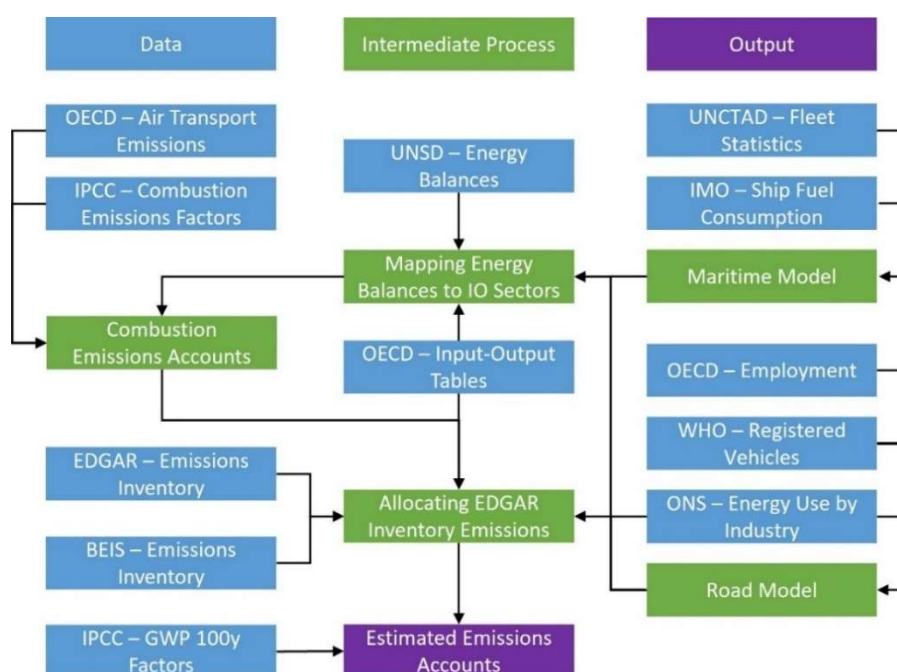 Data
Intermediate Process
Output
OECD – Air Transport
Emissions
UNCTAD – Fleet
Statistics
UNSD – Energy
Balances
IPCC – Combustion
Emissions Factors
IMO – Ship Fuel
Consumption
Mapping Energy
Balances to IO Sectors
Maritime Model
Combustion
Emissions Accounts
OECD – Input-Output
Tables
OECD – Employment
WHO – Registered
Vehicles
EDGAR – Emissions
Inventory
Allocating EDGAR
Inventory Emissions
ONS – Energy Use by
Industry
BEIS – Emissions
Inventory
Road Model
IPCC – GWP 100y
Factors
Estimated Emissions
Accounts